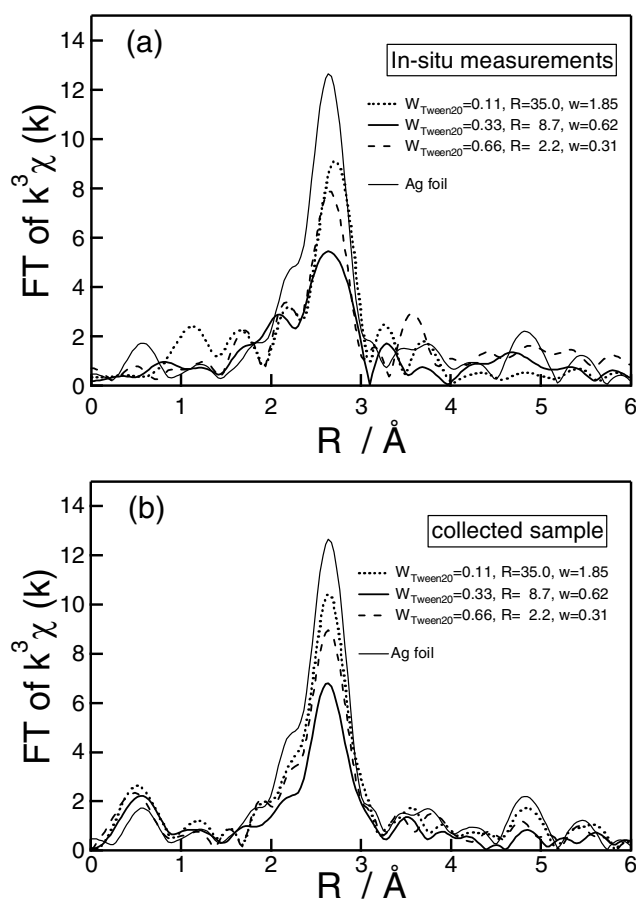 (a)
In-situ measurements
W_Tween20=0.11, R=35.0, w=1.85
W_Tween20=0.33, R= 8.7, w=0.62
W_Tween20=0.66, R= 2.2, w=0.31
Ag foil
14
12
10
8
6
4
2
0
FT of k³ χ (k)
0 1 2 3 4 5 6
R / Å
(b)
collected sample
W_Tween20=0.11, R=35.0, w=1.85
W_Tween20=0.33, R= 8.7, w=0.62
W_Tween20=0.66, R= 2.2, w=0.31
Ag foil
14
12
10
8
6
4
2
0
FT of k³ χ (k)
0 1 2 3 4 5 6
R / Å